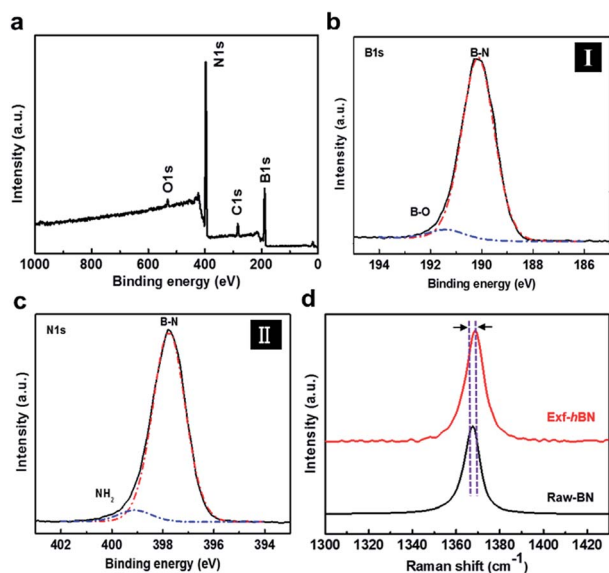 a
Intensity (a.u.)
O1s
N1s
C1s
B1s
1000 800 600 400 200 0
Binding energy (eV)
b
B1s
B-N
I
Intensity (a.u.)
B-O
194 192 190 188 186
Binding energy (eV)
c
N1s
B-N
II
Intensity (a.u.)
NH2
402 400 398 396 394
Binding energy (eV)
d
Intensity (a.u.)
Exf-hBN
Raw-BN
1300 1320 1340 1360 1380 1400 1420
Raman shift (cm-1)